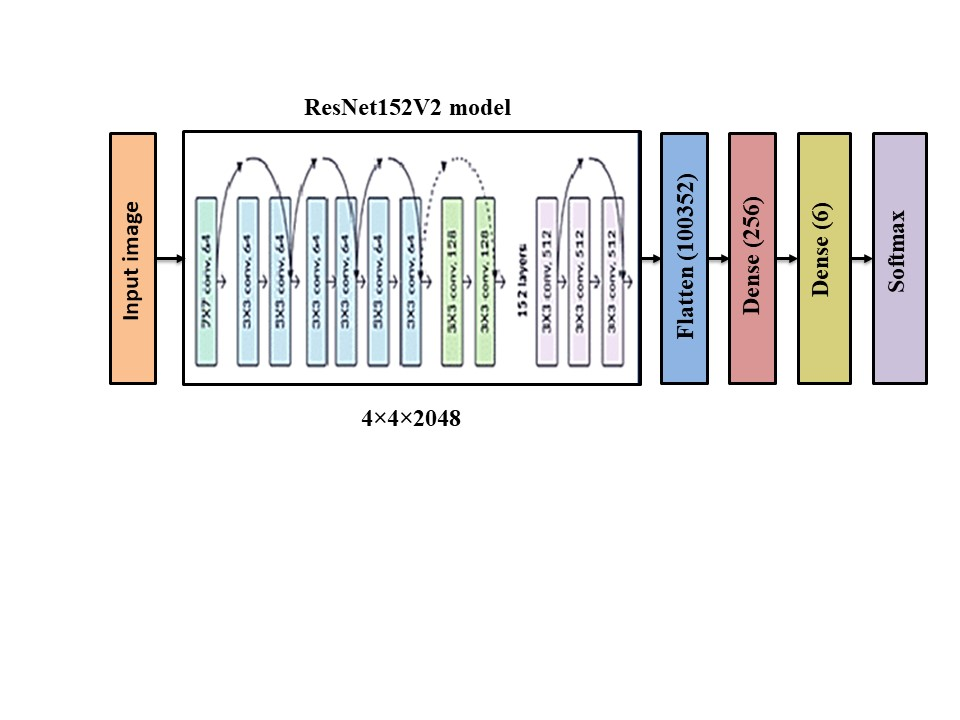 ResNet152V2 model
Input image
7X7 conv, 64
3X3 conv, 64
3X3 conv, 64
3X3 conv, 64
3X3 conv, 64
3X3 conv, 64
3X3 conv, 64
3X3 conv, 128
3X3 conv, 128
152 layers
3X3 conv, 512
3X3 conv, 512
3X3 conv, 512
Flatten (100352)
Dense (256)
Dense (6)
Softmax
4×4×2048